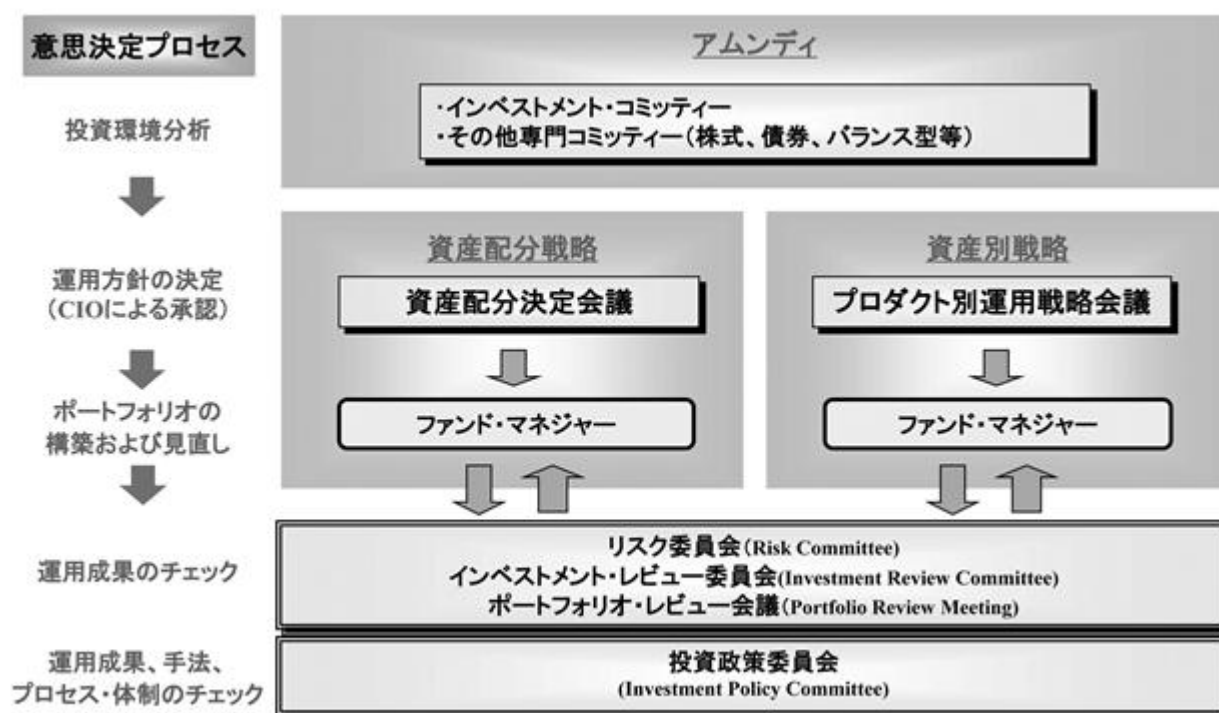 意思決定プロセス
アムンディ
投資環境分析
・インベストメント・コミッティー
・その他専門コミッティー(株式、債券、バランス型等)
運用方針の決定
(CIOによる承認)
資産配分戦略
資産配分決定会議
資産別戦略
プロダクト別運用戦略会議
ポートフォリオの
構築および見直し
ファンド・マネジャー
ファンド・マネジャー
運用成果のチェック
リスク委員会(Risk Committee)
インベストメント・レビュー委員会(Investment Review Committee)
ポートフォリオ・レビュー会議(Portfolio Review Meeting)
運用成果、手法、
プロセス・体制のチェック
投資政策委員会
(Investment Policy Committee)